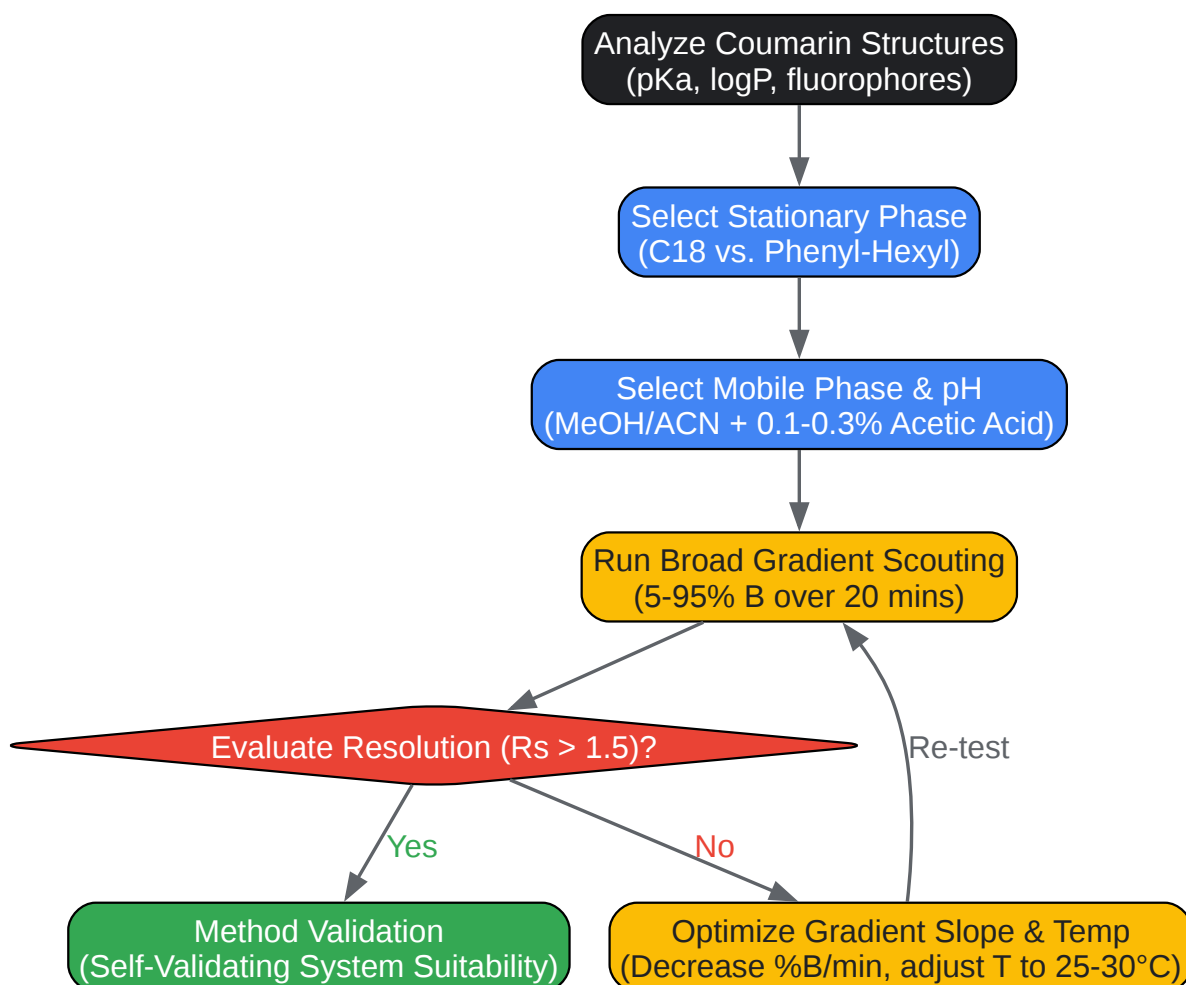 Analyze Coumarin Structures
(pKa, logP, fluorophores)
Select Stationary Phase
(C18 vs. Phenyl-Hexyl)
Select Mobile Phase & pH
(MeOH/ACN + 0.1-0.3% Acetic Acid)
Run Broad Gradient Scouting
(5-95% B over 20 mins)
Evaluate Resolution (Rs > 1.5)?
Re-test
Yes
No
Method Validation
(Self-Validating System Suitability)
Optimize Gradient Slope & Temp
(Decrease %B/min, adjust T to 25-30°C)